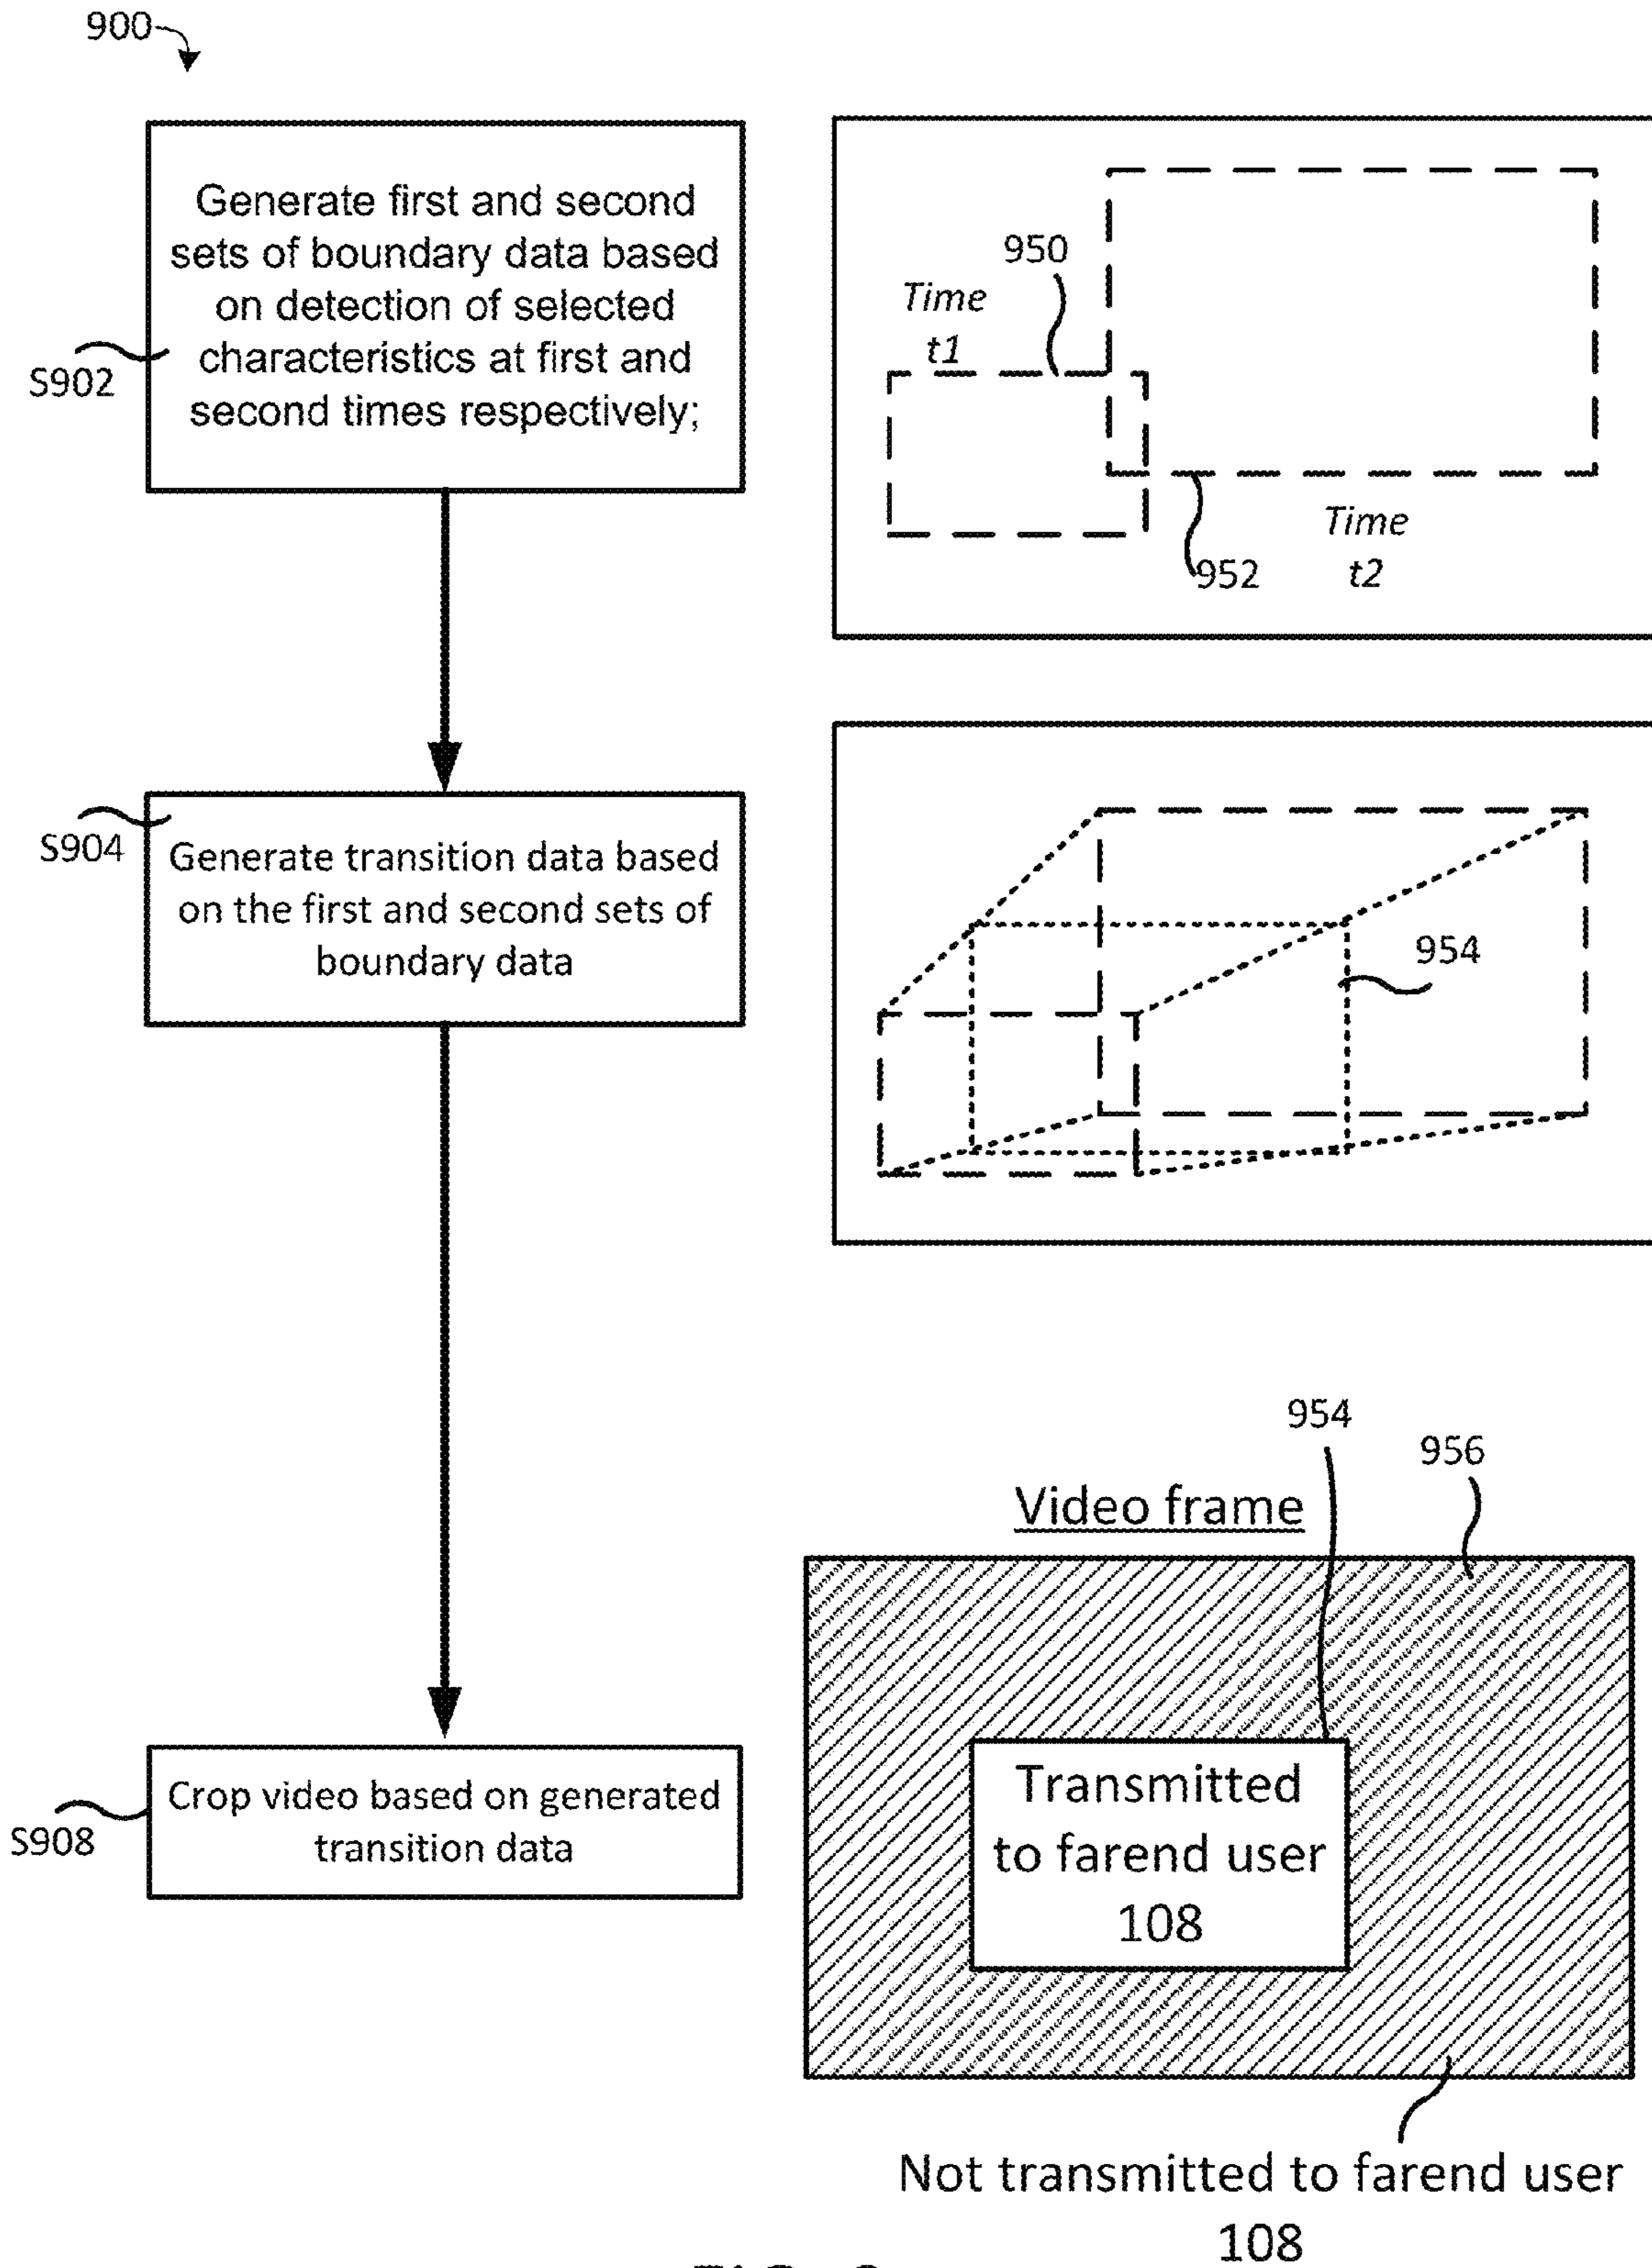 900
Generate first and second
sets of boundary data based
on detection of selected
characteristics at first and
second times respectively;
S902
950
Time
t1
Time
t2
952
S904
Generate transition data based
on the first and second sets of
boundary data
954
954
956
Video frame
Crop video based on generated
transition data
S908
Transmitted
to farend user
108
Not transmitted to farend user
108